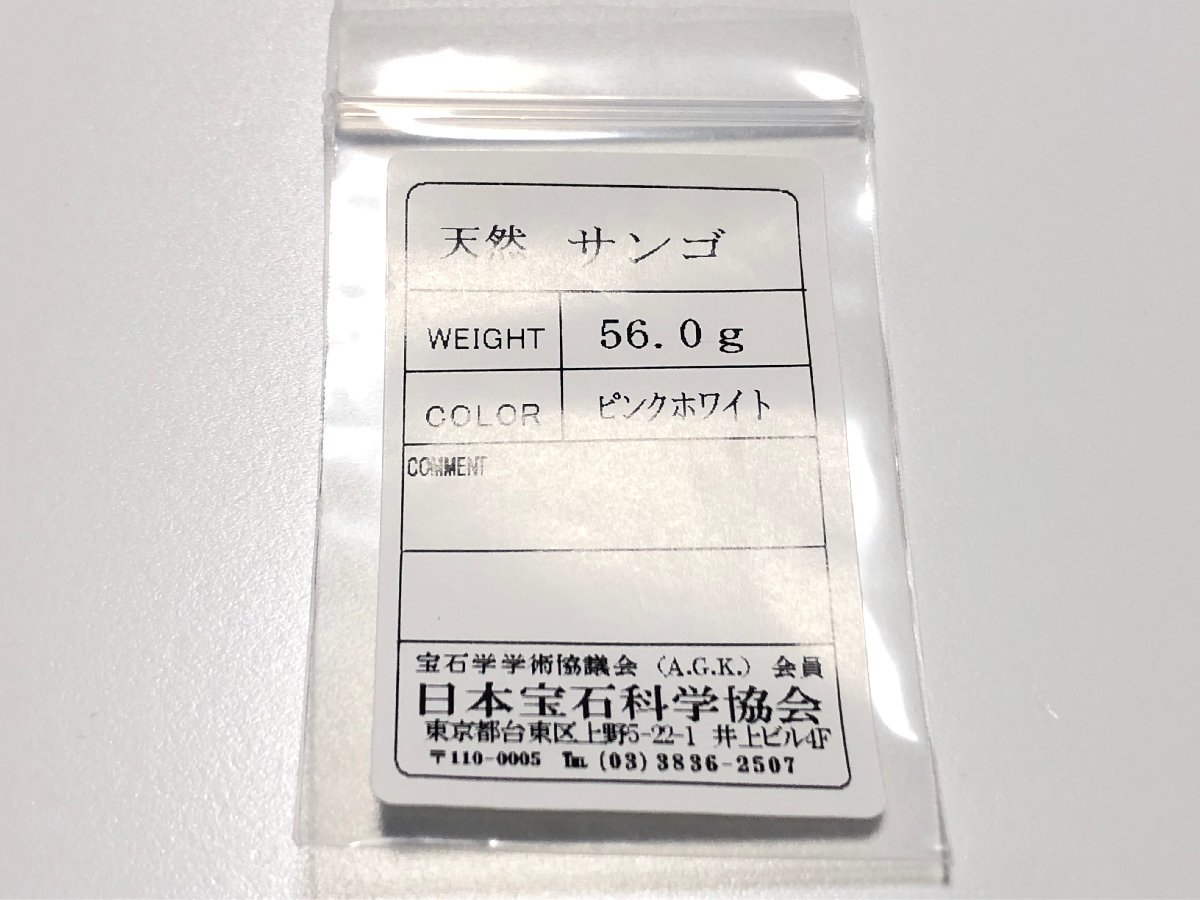 天然 サンゴ
WEIGHT 56.0g
COLOR ピンクホワイト
COMMENT
宝石学学術協議会 (A.G.K.) 会員
日本宝石科学協会
東京都台東区上野5-22-1 井上ビル4F
〒110-0005 TEL (03) 3836-2507